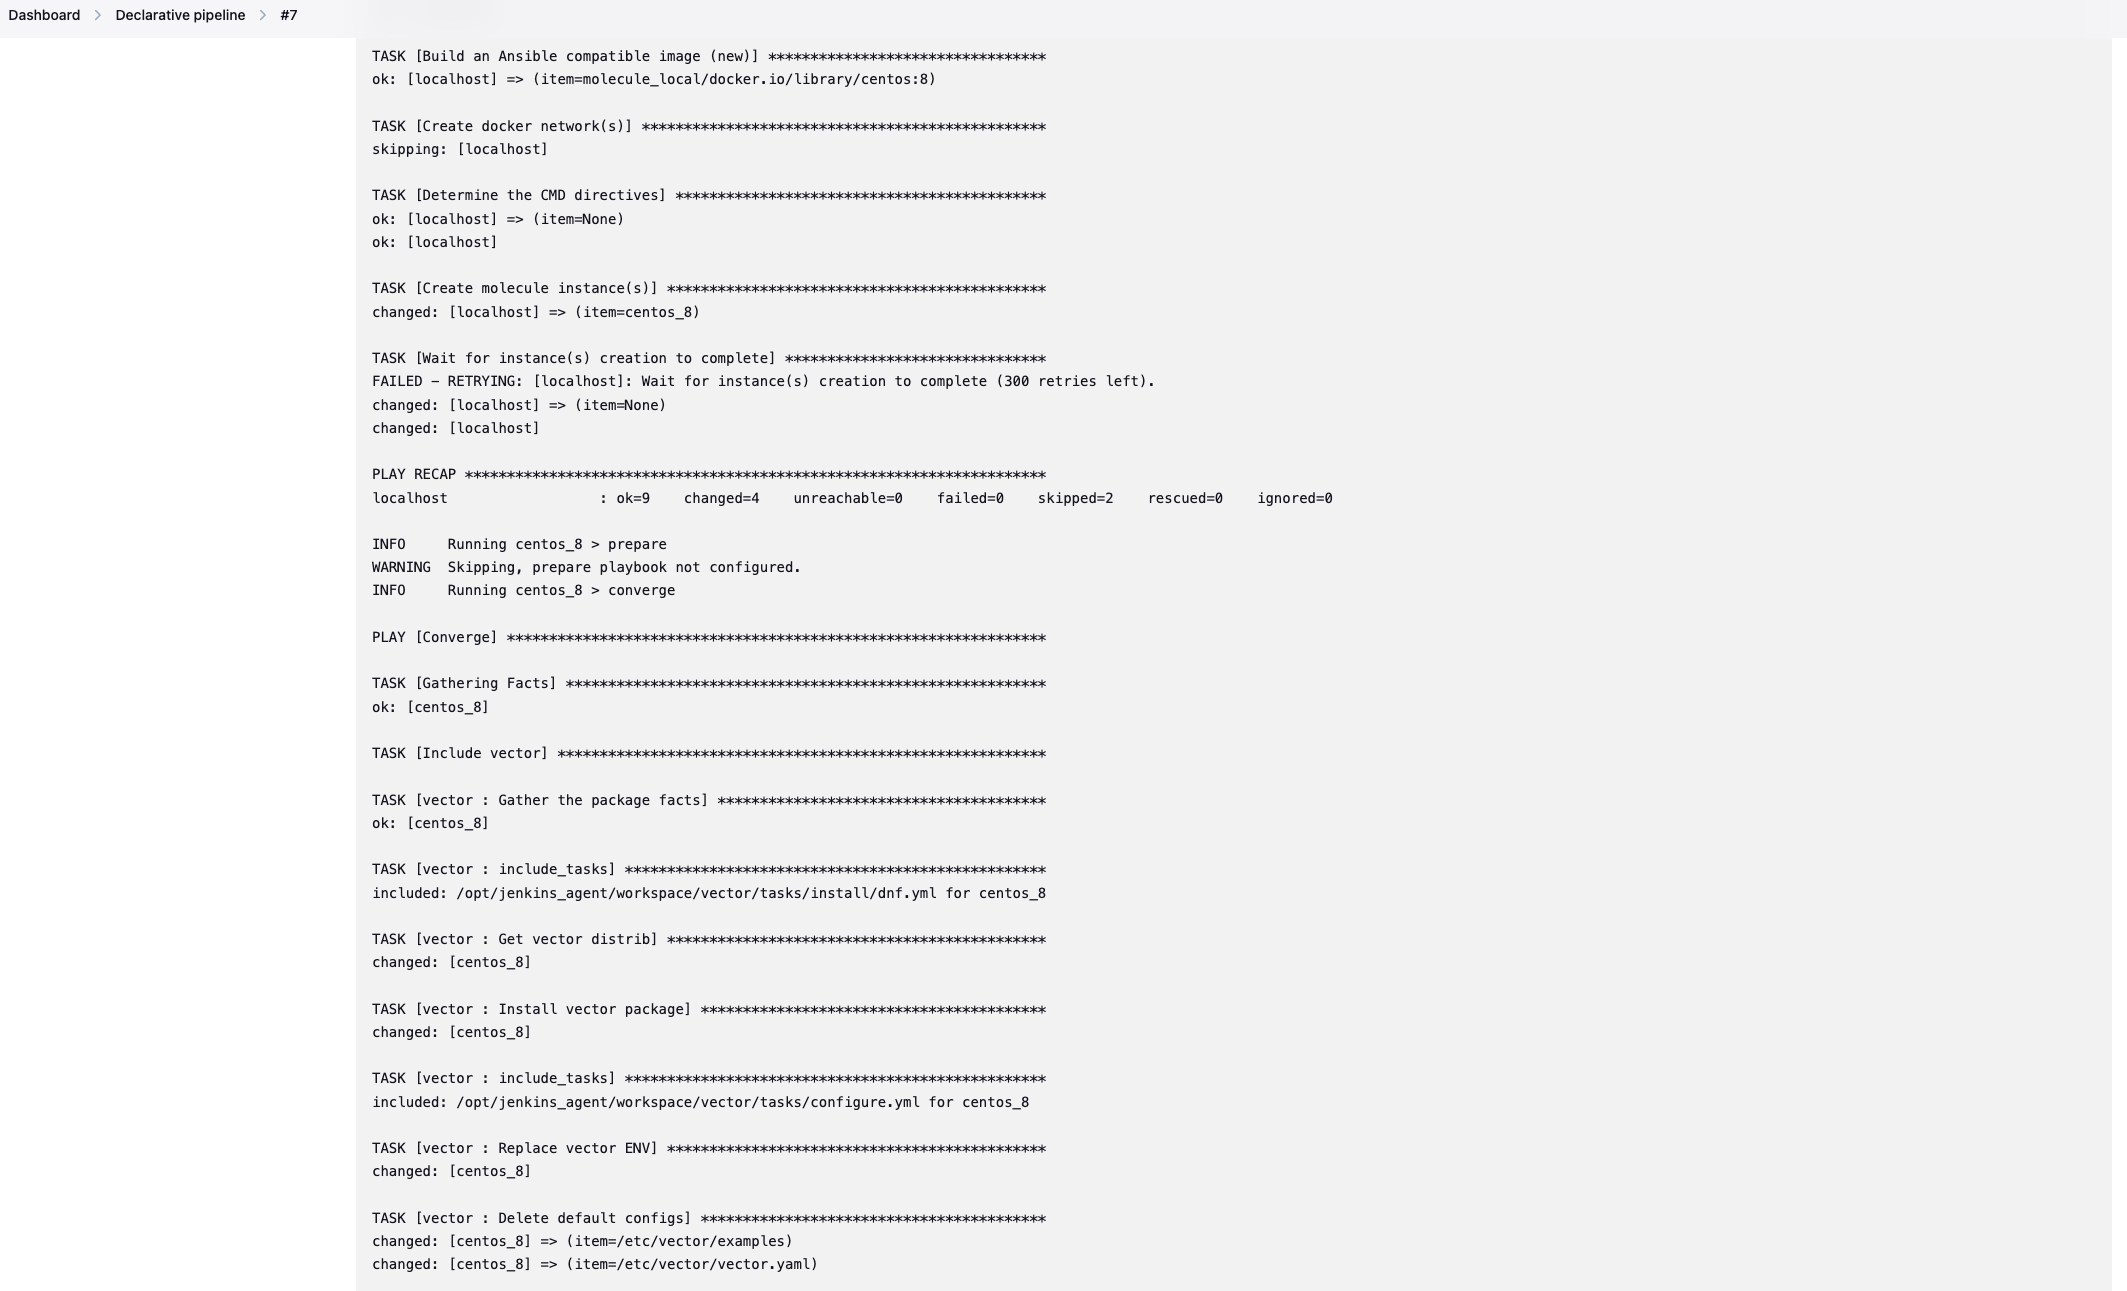 Dashboard > Declarative pipeline > #7
TASK [Build an Ansible compatible image (new)] *********************************
ok: [localhost] => (item=molecule_local/docker.io/library/centos:8)
TASK [Create docker network(s)] ************************************************
skipping: [localhost]
TASK [Determine the CMD directives] ********************************************
ok: [localhost] => (item=None)
ok: [localhost]
TASK [Create molecule instance(s)] *********************************************
changed: [localhost] => (item=centos_8)
TASK [Wait for instance(s) creation to complete] *******************************
FAILED - RETRYING: [localhost]: Wait for instance(s) creation to complete (300 retries left).
changed: [localhost] => (item=None)
changed: [localhost]
PLAY RECAP *********************************************************************
localhost                  : ok=9    changed=4    unreachable=0    failed=0    skipped=2    rescued=0    ignored=0
INFO     Running centos_8 > prepare
WARNING  Skipping, prepare playbook not configured.
INFO     Running centos_8 > converge
PLAY [Converge] ****************************************************************
TASK [Gathering Facts] *********************************************************
ok: [centos_8]
TASK [Include vector] **********************************************************
TASK [vector : Gather the package facts] ***************************************
ok: [centos_8]
TASK [vector : include_tasks] **************************************************
included: /opt/jenkins_agent/workspace/vector/tasks/install/dnf.yml for centos_8
TASK [vector : Get vector distrib] *********************************************
changed: [centos_8]
TASK [vector : Install vector package] *****************************************
changed: [centos_8]
TASK [vector : include_tasks] **************************************************
included: /opt/jenkins_agent/workspace/vector/tasks/configure.yml for centos_8
TASK [vector : Replace vector ENV] *********************************************
changed: [centos_8]
TASK [vector : Delete default configs] *****************************************
changed: [centos_8] => (item=/etc/vector/examples)
changed: [centos_8] => (item=/etc/vector/vector.yaml)